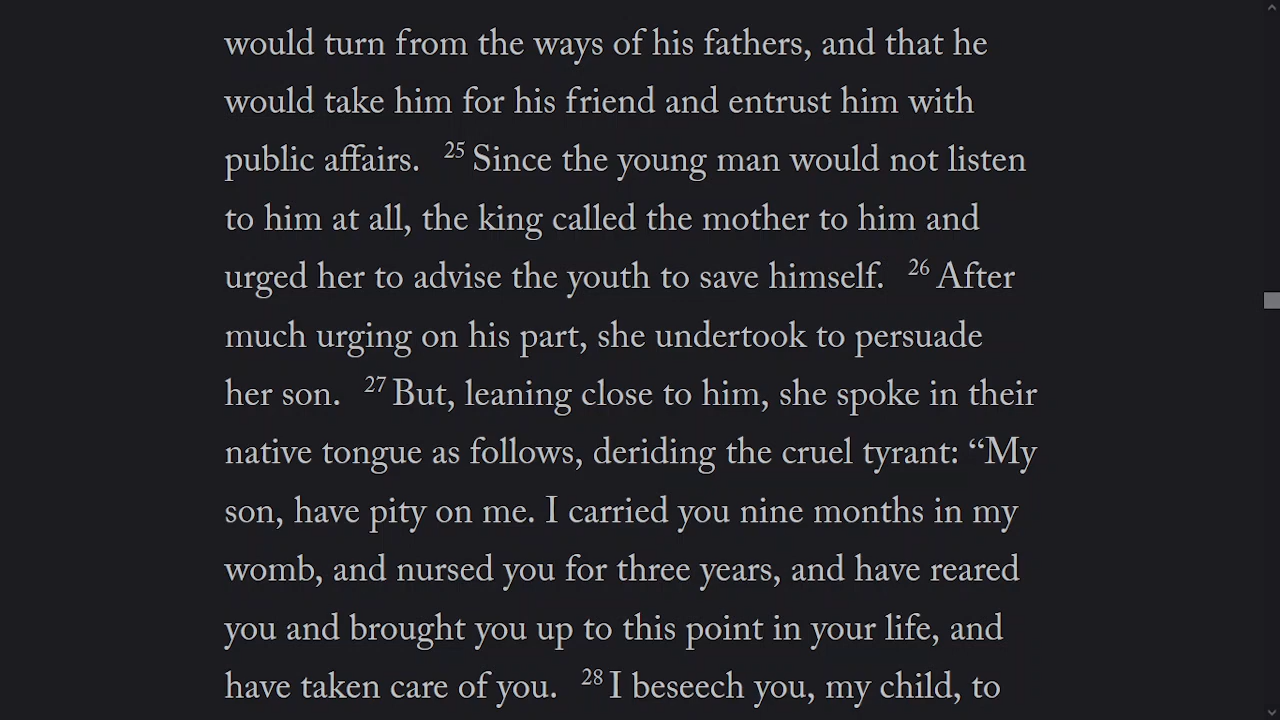 would turn from the ways of his fathers, and that he
would take him for his friend and entrust him with
public affairs. 25 Since the young man would not listen
to him at all, the king called the mother to him and
urged her to advise the youth to save himself. 26 After
much urging on his part, she undertook to persuade
her son. 27 But, leaning close to him, she spoke in their
native tongue as follows, deriding the cruel tyrant: “My
son, have pity on me. I carried you nine months in my
womb, and nursed you for three years, and have reared
you and brought you up to this point in your life, and
have taken care of you. 28 I beseech you, my child, to